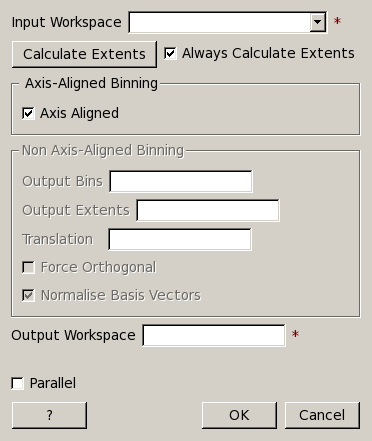 Input Workspace *
Calculate Extents Always Calculate Extents
Axis-Aligned Binning
Axis Aligned
Non Axis-Aligned Binning
Output Bins
Output Extents
Translation
Force Orthogonal
Normalise Basis Vectors
Output Workspace *
Parallel
? OK Cancel